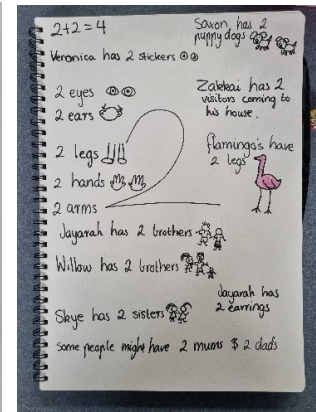 2+2=4
Saxon, has 2
puppy dogs
Veronica has 2 stickers
2 eyes
2 ears
Zakkai has 2
visitors coming to
his house.
2 legs
flamingo's have
2 legs
2 hands
2 arms
2
Jayarah has 2 brothers
Willow has 2 brothers
Jayarah has
2 earrings
Skye has 2 sisters
some people might have 2 mums & 2 dads